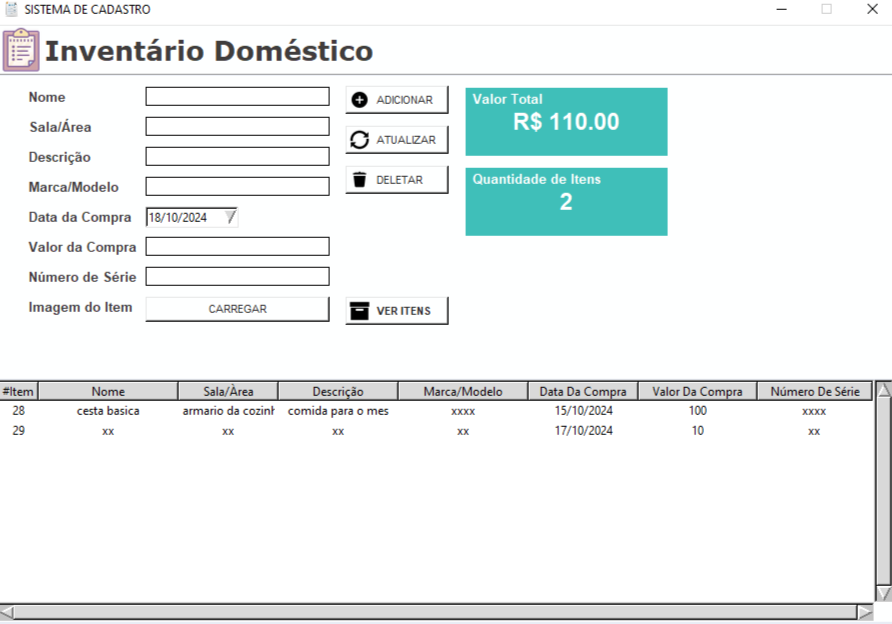 SISTEMA DE CADASTRO
Inventário Doméstico
Nome
ADICIONAR
Valor Total
R$ 110.00
Sala/Área
ATUALIZAR
Descrição
Marca/Modelo
DELETAR
Quantidade de Itens
2
Data da Compra 18/10/2024
Valor da Compra
Número de Série
Imagem do Item CARREGAR VER ITENS
#Item Nome Sala/Àrea Descrição Marca/Modelo Data Da Compra Valor Da Compra Número De Série
28 cesta basica armario da cozinh comida para o mes xxxx 15/10/2024 100 xxxx
29 xx xx xx xx 17/10/2024 10 xx